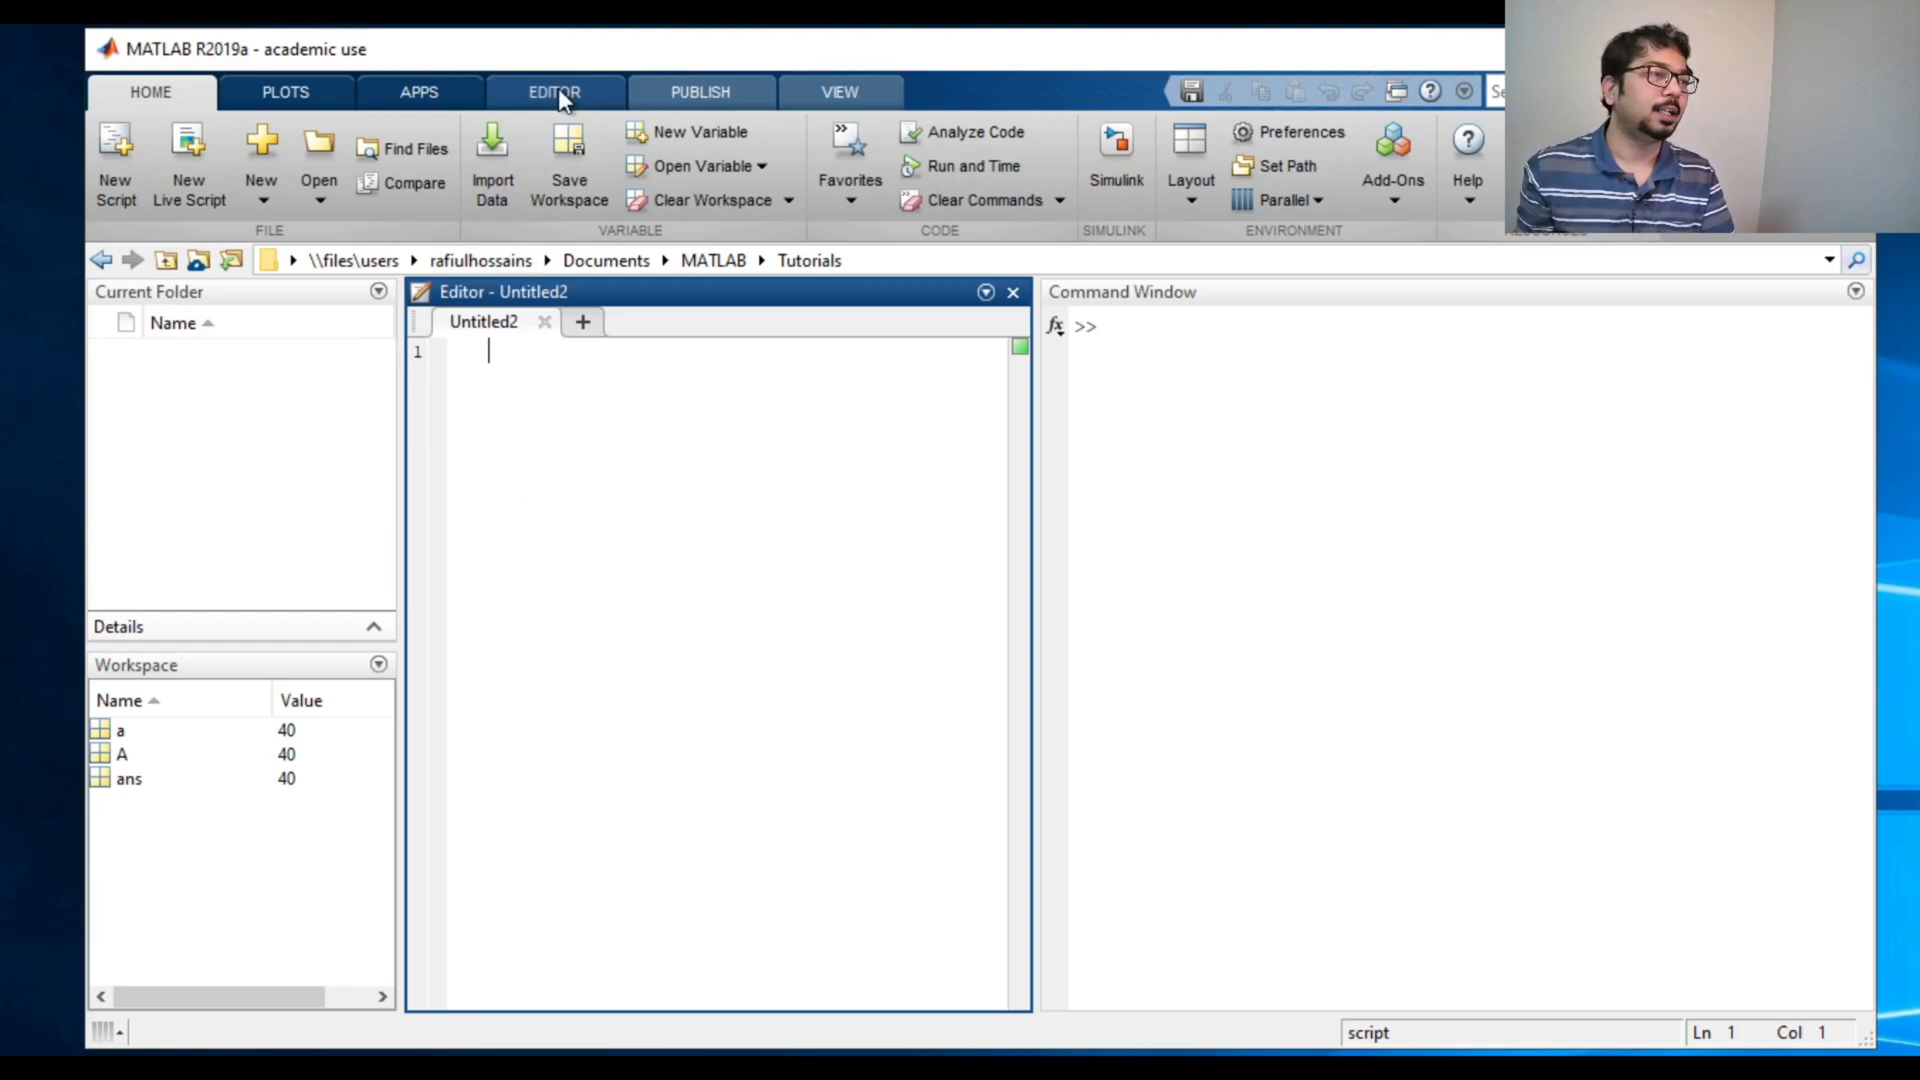 MATLAB R2019a - academic use
HOME PLOTS APPS EDITOR PUBLISH VIEW Se
New Script
New Live Script
New
Open
Find Files
Compare
FILE
Import Data
Save Workspace
New Variable
Open Variable
Clear Workspace
VARIABLE
Favorites
Analyze Code
Run and Time
Clear Commands
CODE
Simulink
SIMULINK
Layout
Preferences
Set Path
Parallel
Add-Ons
ENVIRONMENT
Help
\\files\users rafiulhossains Documents MATLAB Tutorials
Current Folder
Name
Details
Workspace
Name Value
a 40
A 40
ans 40
Editor - Untitled2
Untitled2 +
1
Command Window
fx >>
script Ln 1 Col 1